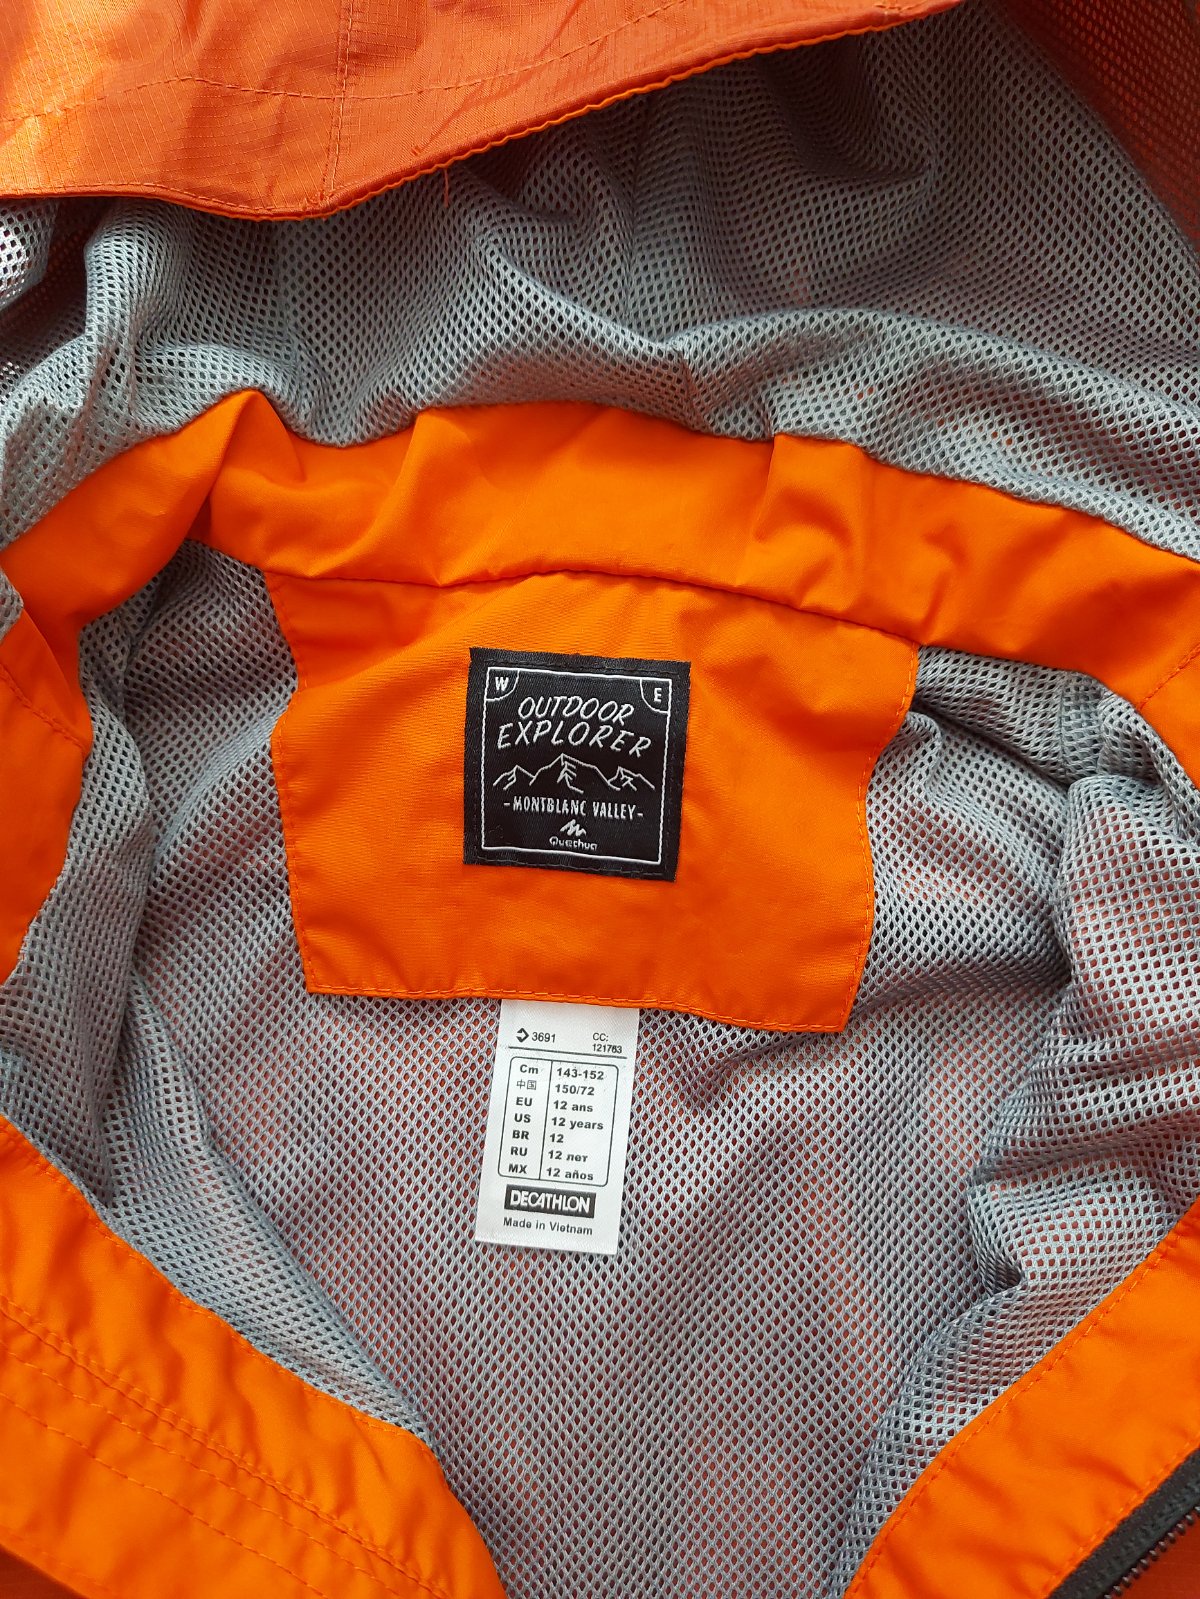 W E
OUTDOOR
EXPLORER
-MONTBLANC VALLEY-
Quechua
3691 CC:
121763
Cm 143-152
中国 150/72
EU 12 ans
US 12 years
BR 12
RU 12 лет
MX 12 años
DECATHLON
Made in Vietnam